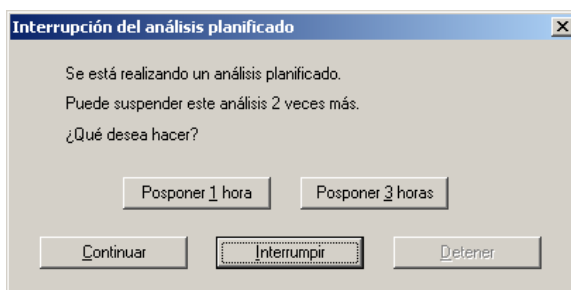 Interrupción del análisis planificado
Se está realizando un análisis planificado.
Puede suspender este análisis 2 veces más.
¿Qué desea hacer?
Posponer 1 hora Posponer 3 horas
Continuar Interrumpir Detener